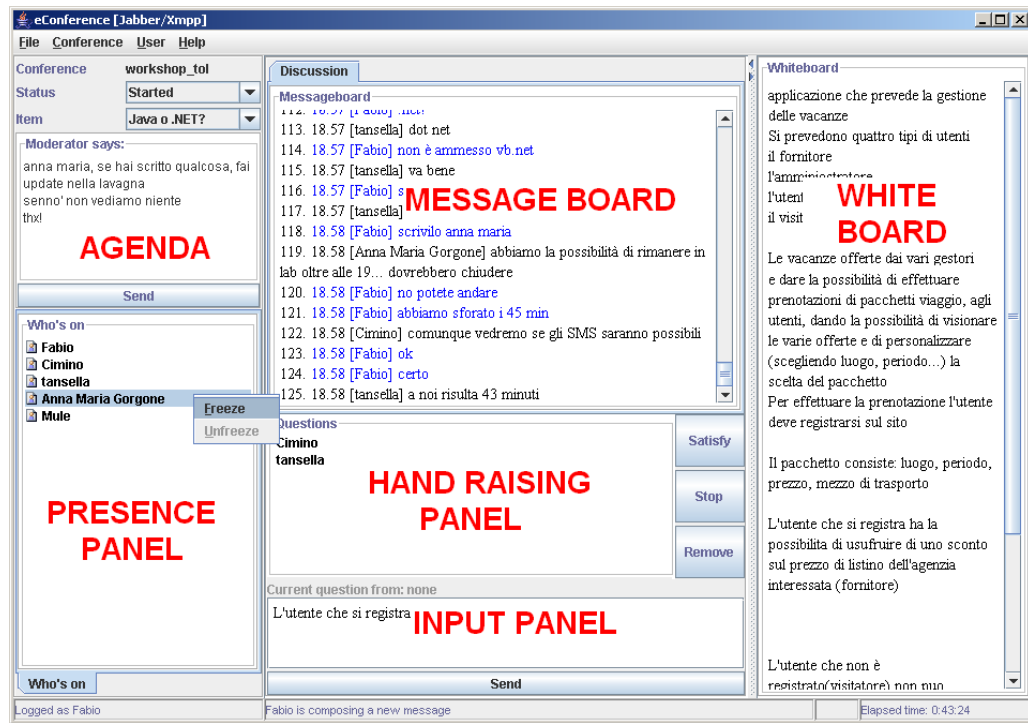 eConference [Jabber/Xmpp]
File Conference User Help
Conference workshop_tol
Status Started
Item Java o .NET?
Moderator says:
anna maria, se hai scritto qualcosa, fai
update nella lavagna
senno' non vediamo niente
thx!
AGENDA
Send
Who's on
Fabio
Cimino
tansella
Anna Maria Gorgone
Mule
Freeze
Unfreeze
PRESENCE
PANEL
Who's on
Discussion
Messageboard
112. 18.57 [Fabio] .net?
113. 18.57 [tansella] dot net
114. 18.57 [Fabio] non è ammesso vb.net
115. 18.57 [tansella] va bene
116. 18.57 [Fabio] s
117. 18.57 [tansella]
MESSAGE BOARD
118. 18.58 [Fabio] scrivilo anna maria
119. 18.58 [Anna Maria Gorgone] abbiamo la possibilità di rimanere in
lab oltre alle 19... dovrebbero chiudere
120. 18.58 [Fabio] no potete andare
121. 18.58 [Fabio] abbiamo sforato i 45 min
122. 18.58 [Cimino] comunque vedremo se gli SMS saranno possibili
123. 18.58 [Fabio] ok
124. 18.58 [Fabio] certo
125. 18.58 [tansella] a noi risulta 43 minuti
Questions
Cimino
tansella
HAND RAISING
PANEL
Satisfy
Stop
Remove
Current question from: none
L'utente che si registra
INPUT PANEL
Send
Whiteboard
applicazione che prevede la gestione
delle vacanze
Si prevedono quattro tipi di utenti
il fornitore
l'amministratore
l'utent
il visit
WHITE
BOARD
Le vacanze offerte dai vari gestori
e dare la possibilità di effettuare
prenotazioni di pacchetti viaggio, agli
utenti, dando la possibilità di visionare
le varie offerte e di personalizzare
(scegliendo luogo, periodo...) la
scelta del pacchetto
Per effettuare la prenotazione l'utente
deve registrarsi sul sito
Il pacchetto consiste: luogo, periodo,
prezzo, mezzo di trasporto
L'utente che si registra ha la
possibilita di usufruire di uno sconto
sul prezzo di listino dell'agenzia
interessata (fornitore)
L'utente che non è
registrato(visitatore) non puo
Logged as Fabio
Fabio is composing a new message
Elapsed time: 0:43:24